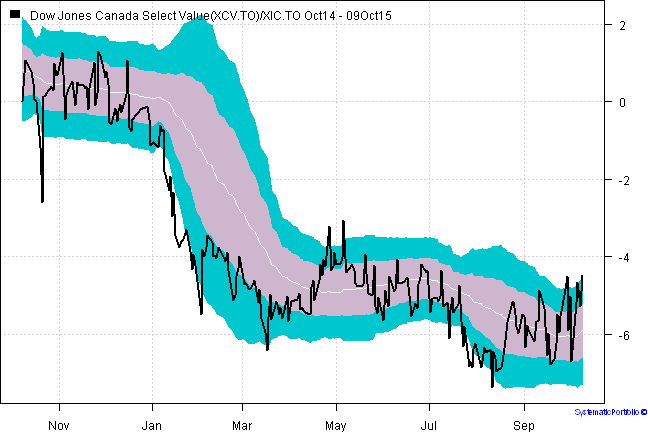 Dow Jones Canada Select Value(XCV.TO)/XIC.TO Oct14 - 09Oct15
2
0
-2
-4
-6
Nov Jan Mar May Jul Sep
SystematicPortfolio ©